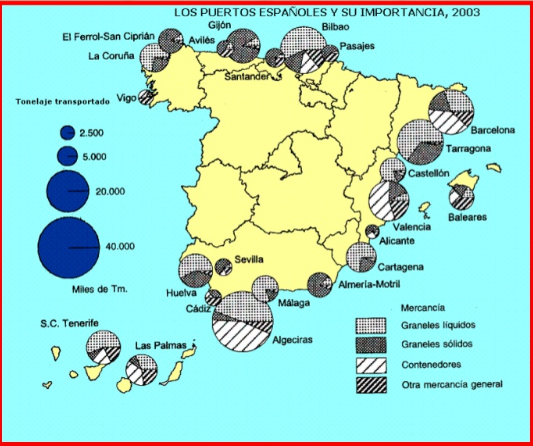 LOS PUERTOS ESPAÑOLES Y SU IMPORTANCIA, 2003
Gijón
Bilbao
El Ferrol-San Ciprián
Avilés
Pasajes
La Coruña
Santander
Vigo
Tonelaje transportado
2.500
5.000
20.000
40.000
Miles de Tm.
Barcelona
Tarragona
Castellón
Valencia
Baleares
Alicante
Cartagena
Sevilla
Almería-Motril
Huelva
Málaga
Cádiz
Algeciras
S.C. Tenerife
Las Palmas
Mercancía
Graneles líquidos
Graneles sólidos
Contenedores
Otra mercancía general